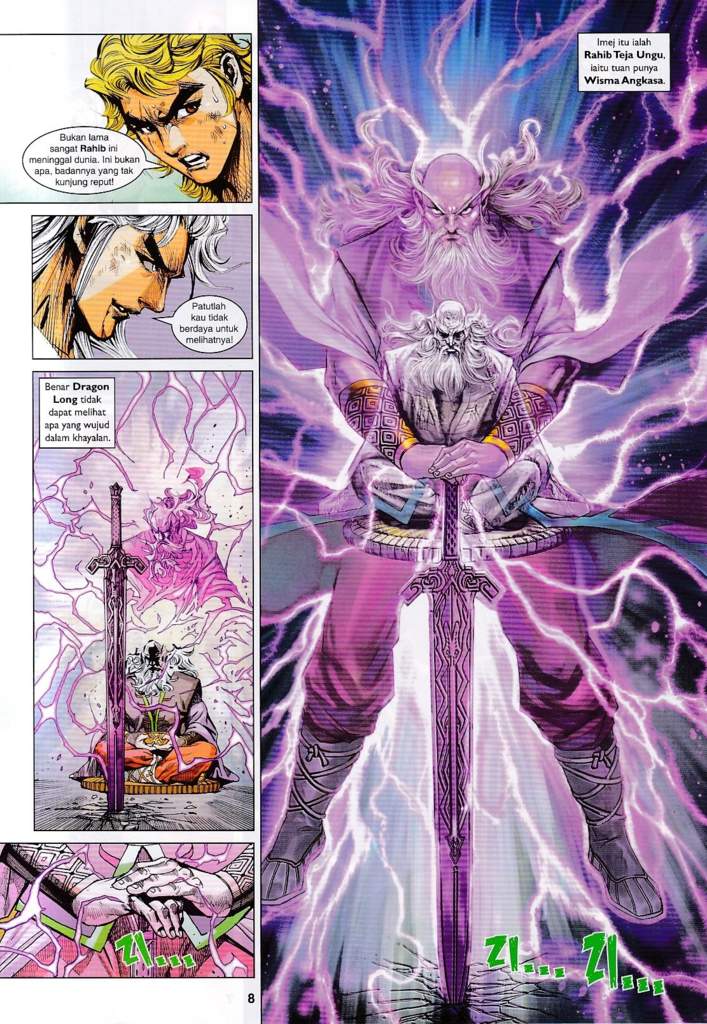 Bukan lama
sangat Rahib ini
meninggal dunia. Ini bukan
apa, badannya yang tak
kunjung reput!
Patutlah
kau tidak
berdaya untuk
melihatnya!
Benar Dragon
Long tidak
dapat melihat
apa yang wujud
dalam khayalan.
ZI...
Imej itu ialah
Rahib Teja Ungu,
iaitu tuan punya
Wisma Angkasa.
ZI... ZI...
8